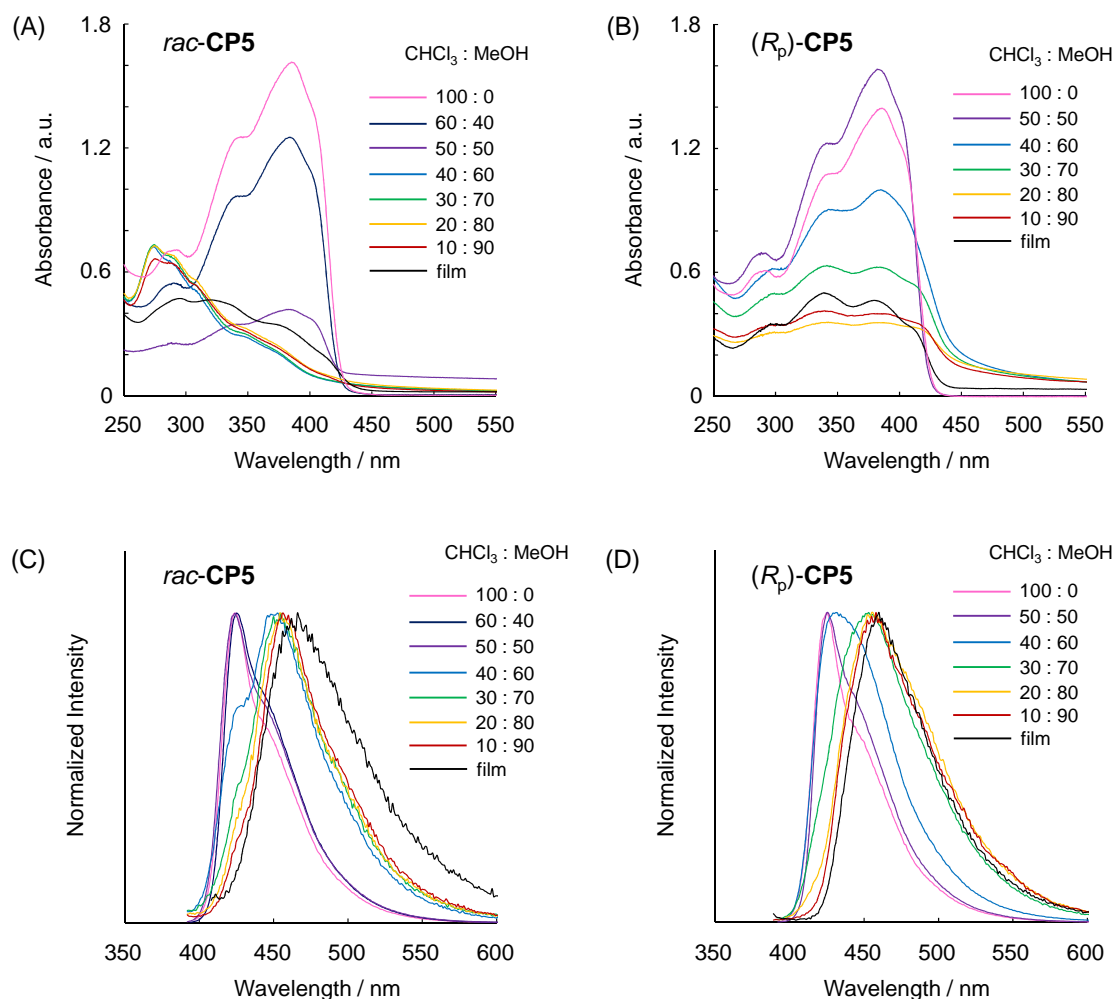 (A)
rac-CP5
CHCl3 : MeOH
100 : 0
60 : 40
50 : 50
40 : 60
30 : 70
20 : 80
10 : 90
film
Absorbance / a.u.
1.8
1.2
0.6
0
250 300 350 400 450 500 550
Wavelength / nm
(B)
(Rp)-CP5
CHCl3 : MeOH
100 : 0
50 : 50
40 : 60
30 : 70
20 : 80
10 : 90
film
Absorbance / a.u.
1.8
1.2
0.6
0
250 300 350 400 450 500 550
Wavelength / nm
(C)
rac-CP5
CHCl3 : MeOH
100 : 0
60 : 40
50 : 50
40 : 60
30 : 70
20 : 80
10 : 90
film
Normalized Intensity
350 400 450 500 550 600
Wavelength / nm
(D)
(Rp)-CP5
CHCl3 : MeOH
100 : 0
50 : 50
40 : 60
30 : 70
20 : 80
10 : 90
film
Normalized Intensity
350 400 450 500 550 600
Wavelength / nm